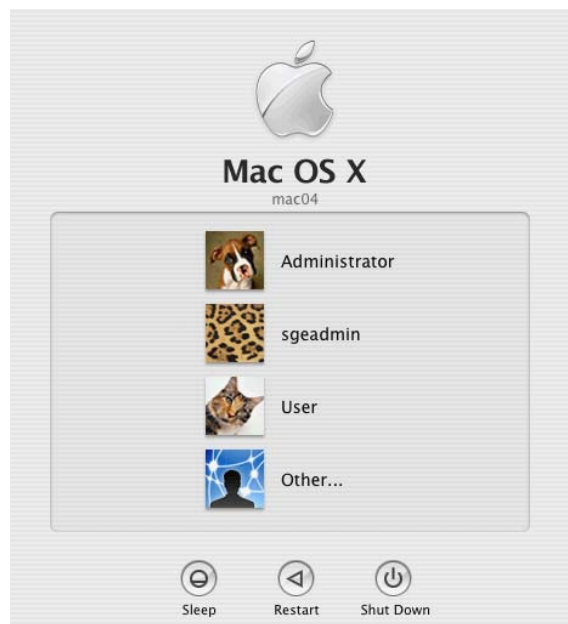 Mac OS X
mac04
Administrator
sgeadmin
User
Other...
Sleep Restart Shut Down